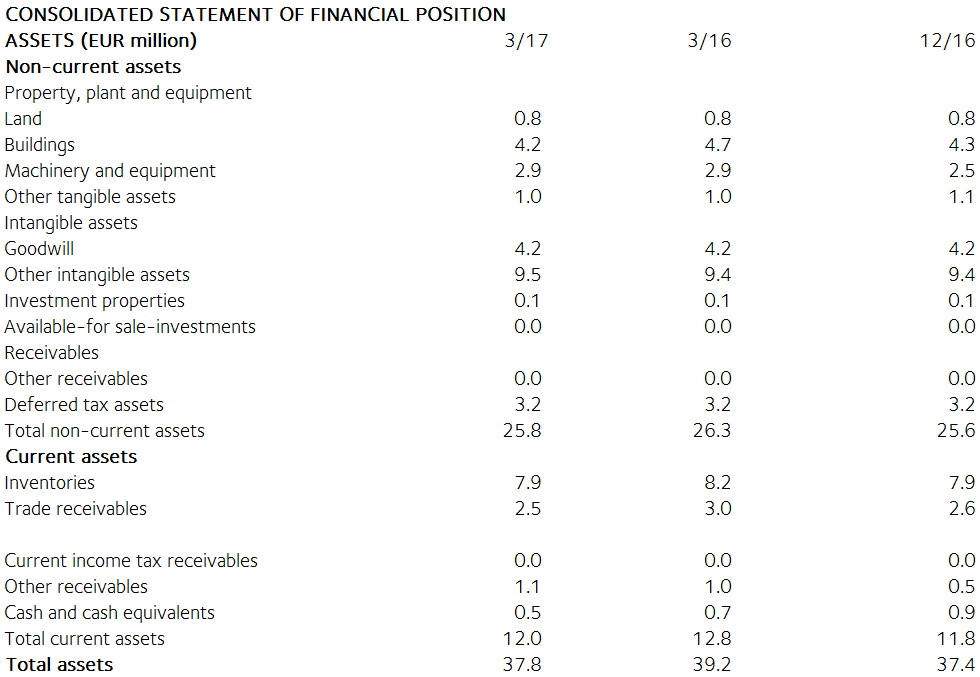 CONSOLIDATED STATEMENT OF FINANCIAL POSITION
ASSETS (EUR million) 3/17 3/16 12/16
Non-current assets
Property, plant and equipment
Land 0.8 0.8 0.8
Buildings 4.2 4.7 4.3
Machinery and equipment 2.9 2.9 2.5
Other tangible assets 1.0 1.0 1.1
Intangible assets
Goodwill 4.2 4.2 4.2
Other intangible assets 9.5 9.4 9.4
Investment properties 0.1 0.1 0.1
Available-for sale-investments 0.0 0.0 0.0
Receivables
Other receivables 0.0 0.0 0.0
Deferred tax assets 3.2 3.2 3.2
Total non-current assets 25.8 26.3 25.6
Current assets
Inventories 7.9 8.2 7.9
Trade receivables 2.5 3.0 2.6
Current income tax receivables 0.0 0.0 0.0
Other receivables 1.1 1.0 0.5
Cash and cash equivalents 0.5 0.7 0.9
Total current assets 12.0 12.8 11.8
Total assets 37.8 39.2 37.4